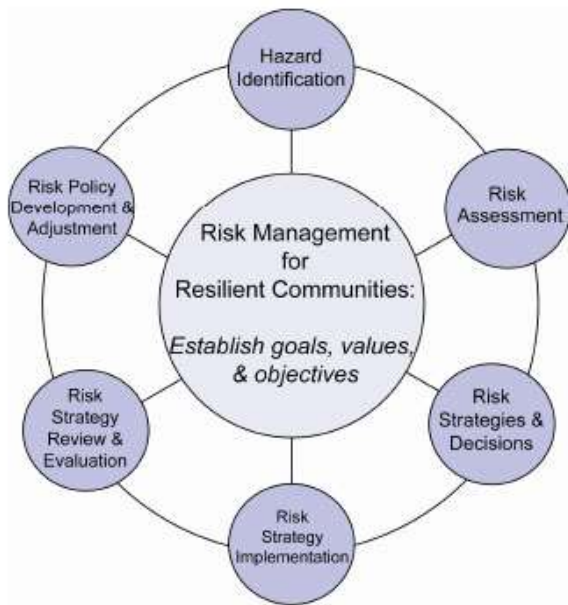 Hazard
Identification
Risk
Assessment
Risk
Strategies &
Decisions
Risk
Strategy
Implementation
Risk
Strategy
Review &
Evaluation
Risk Policy
Development &
Adjustment
Risk Management
for
Resilient Communities:
Establish goals, values,
& objectives